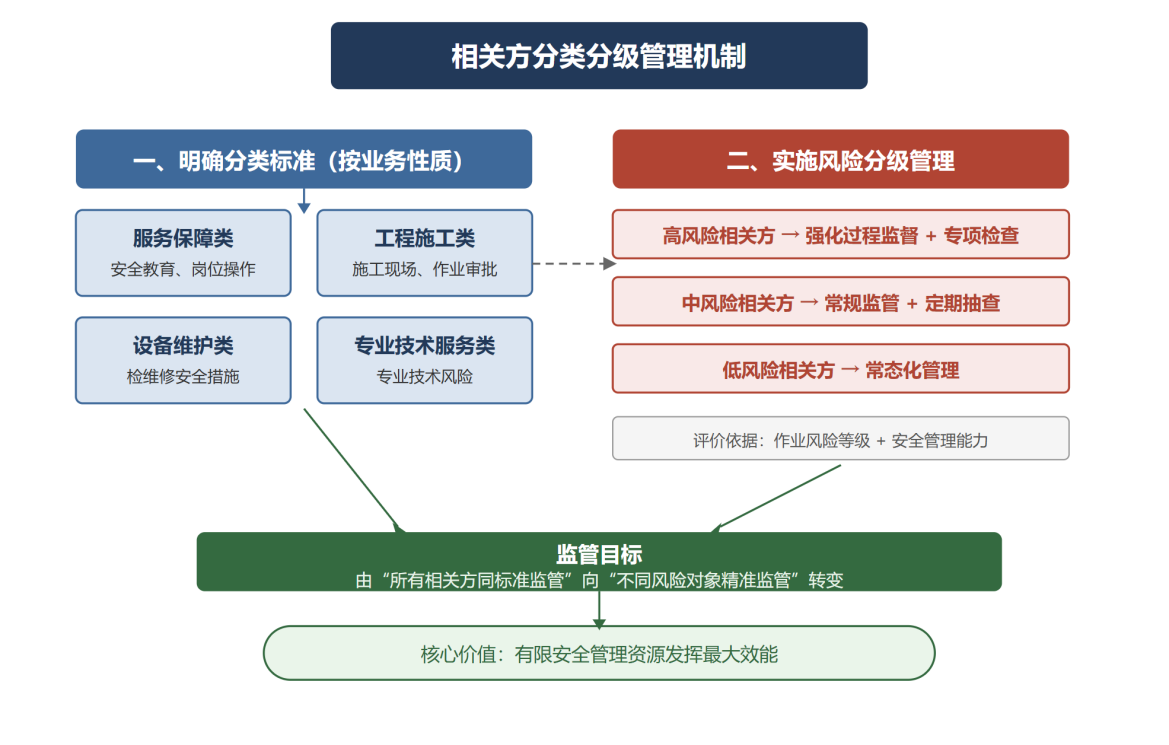 相关方分类分级管理机制
一、明确分类标准（按业务性质）
服务保障类
安全教育、岗位操作
工程施工类
施工现场、作业审批
设备维护类
检维修安全措施
专业技术服务类
专业技术风险
二、实施风险分级管理
高风险相关方 → 强化过程监督 + 专项检查
中风险相关方 → 常规监管 + 定期抽查
低风险相关方 → 常态化管理
评价依据：作业风险等级 + 安全管理能力
监管目标
由“所有相关方同标准监管”向“不同风险对象精准监管”转变
核心价值：有限安全管理资源发挥最大效能